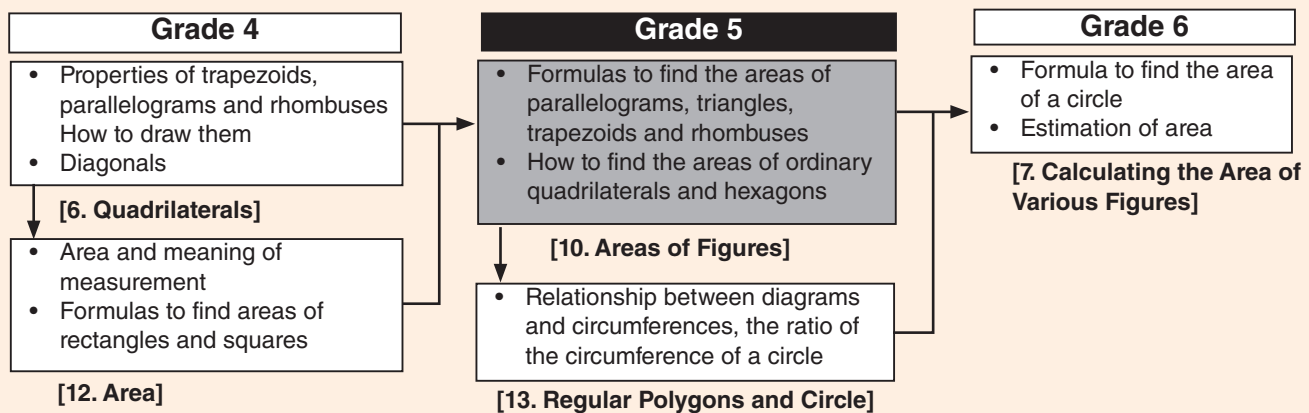 Grade 4
• Properties of trapezoids,
parallelograms and rhombuses
How to draw them
• Diagonals
[6. Quadrilaterals]
• Area and meaning of
measurement
• Formulas to find areas of
rectangles and squares
[12. Area]
Grade 5
• Formulas to find the areas of
parallelograms, triangles,
trapezoids and rhombuses
• How to find the areas of ordinary
quadrilaterals and hexagons
[10. Areas of Figures]
• Relationship between diagrams
and circumferences, the ratio of
the circumference of a circle
[13. Regular Polygons and Circle]
Grade 6
• Formula to find the area
of a circle
• Estimation of area
[7. Calculating the Area of
Various Figures]